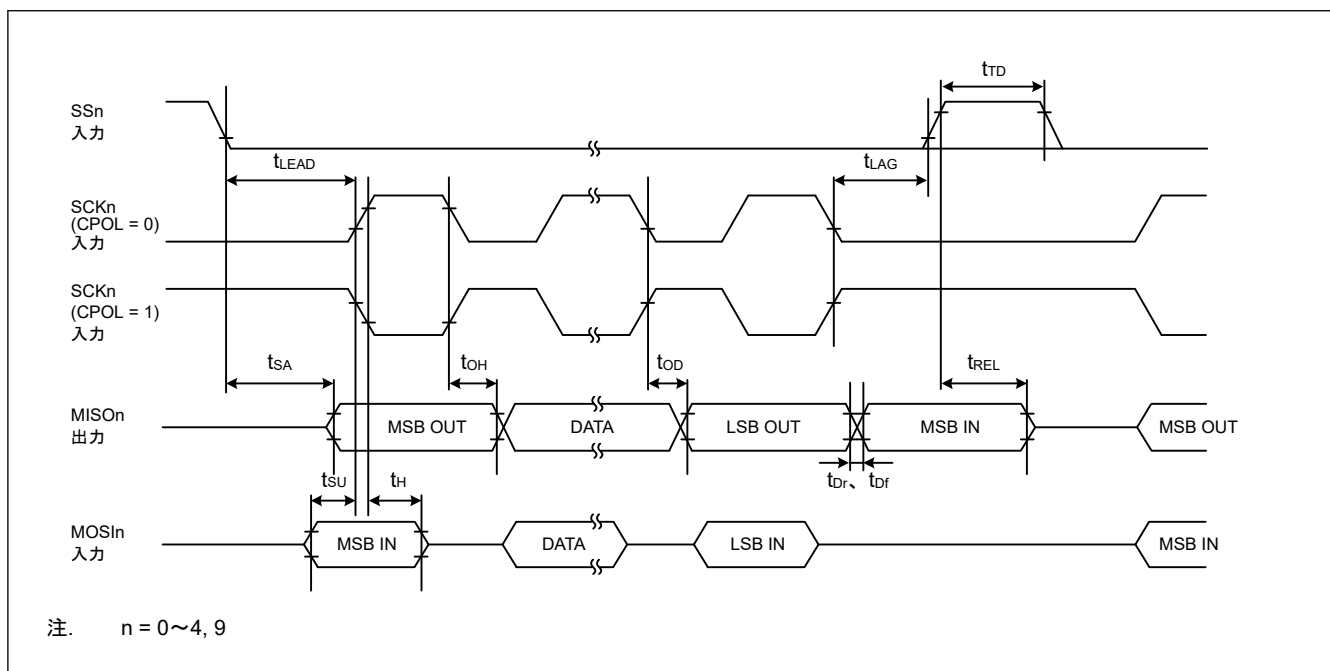 SSn
入力
tTD
tLEAD
tLAG
SCKn
(CPOL = 0)
入力
SCKn
(CPOL = 1)
入力
tSA
tOH
tOD
tREL
MISOn
出力
MSB OUT
DATA
LSB OUT
MSB IN
MSB OUT
tSU
tH
tDr、 tDf
MOSIn
入力
MSB IN
DATA
LSB IN
MSB IN
注. n = 0～4, 9